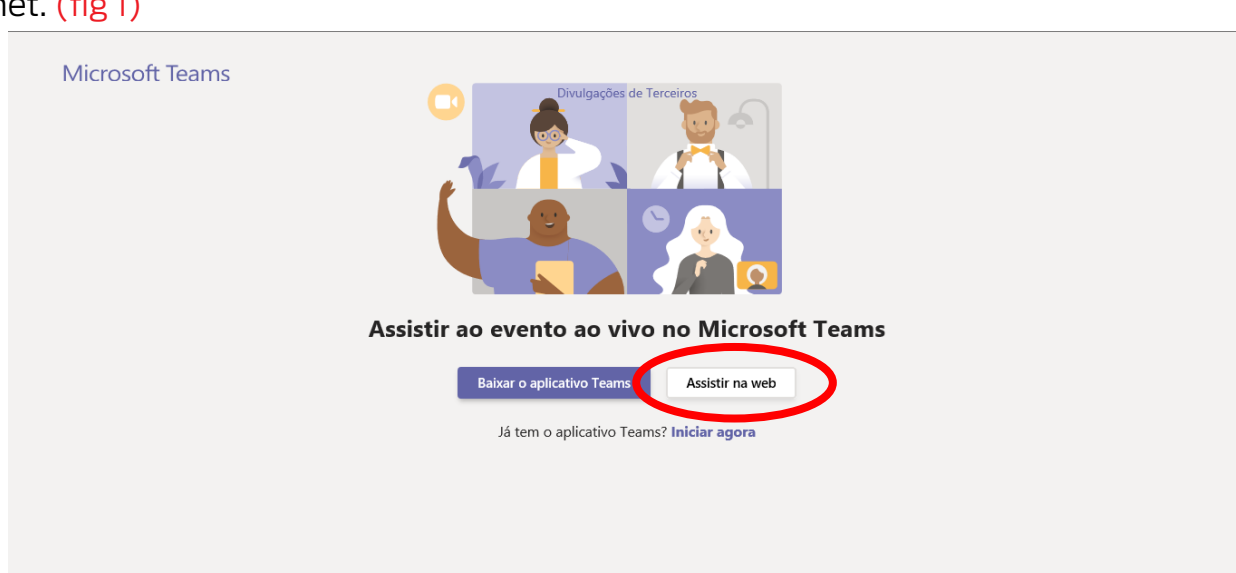 net. (fig 1)
Microsoft Teams
Divulgações de Terceiros
Assistir ao evento ao vivo no Microsoft Teams
Baixar o aplicativo Teams
Assistir na web
Já tem o aplicativo Teams? Iniciar agora